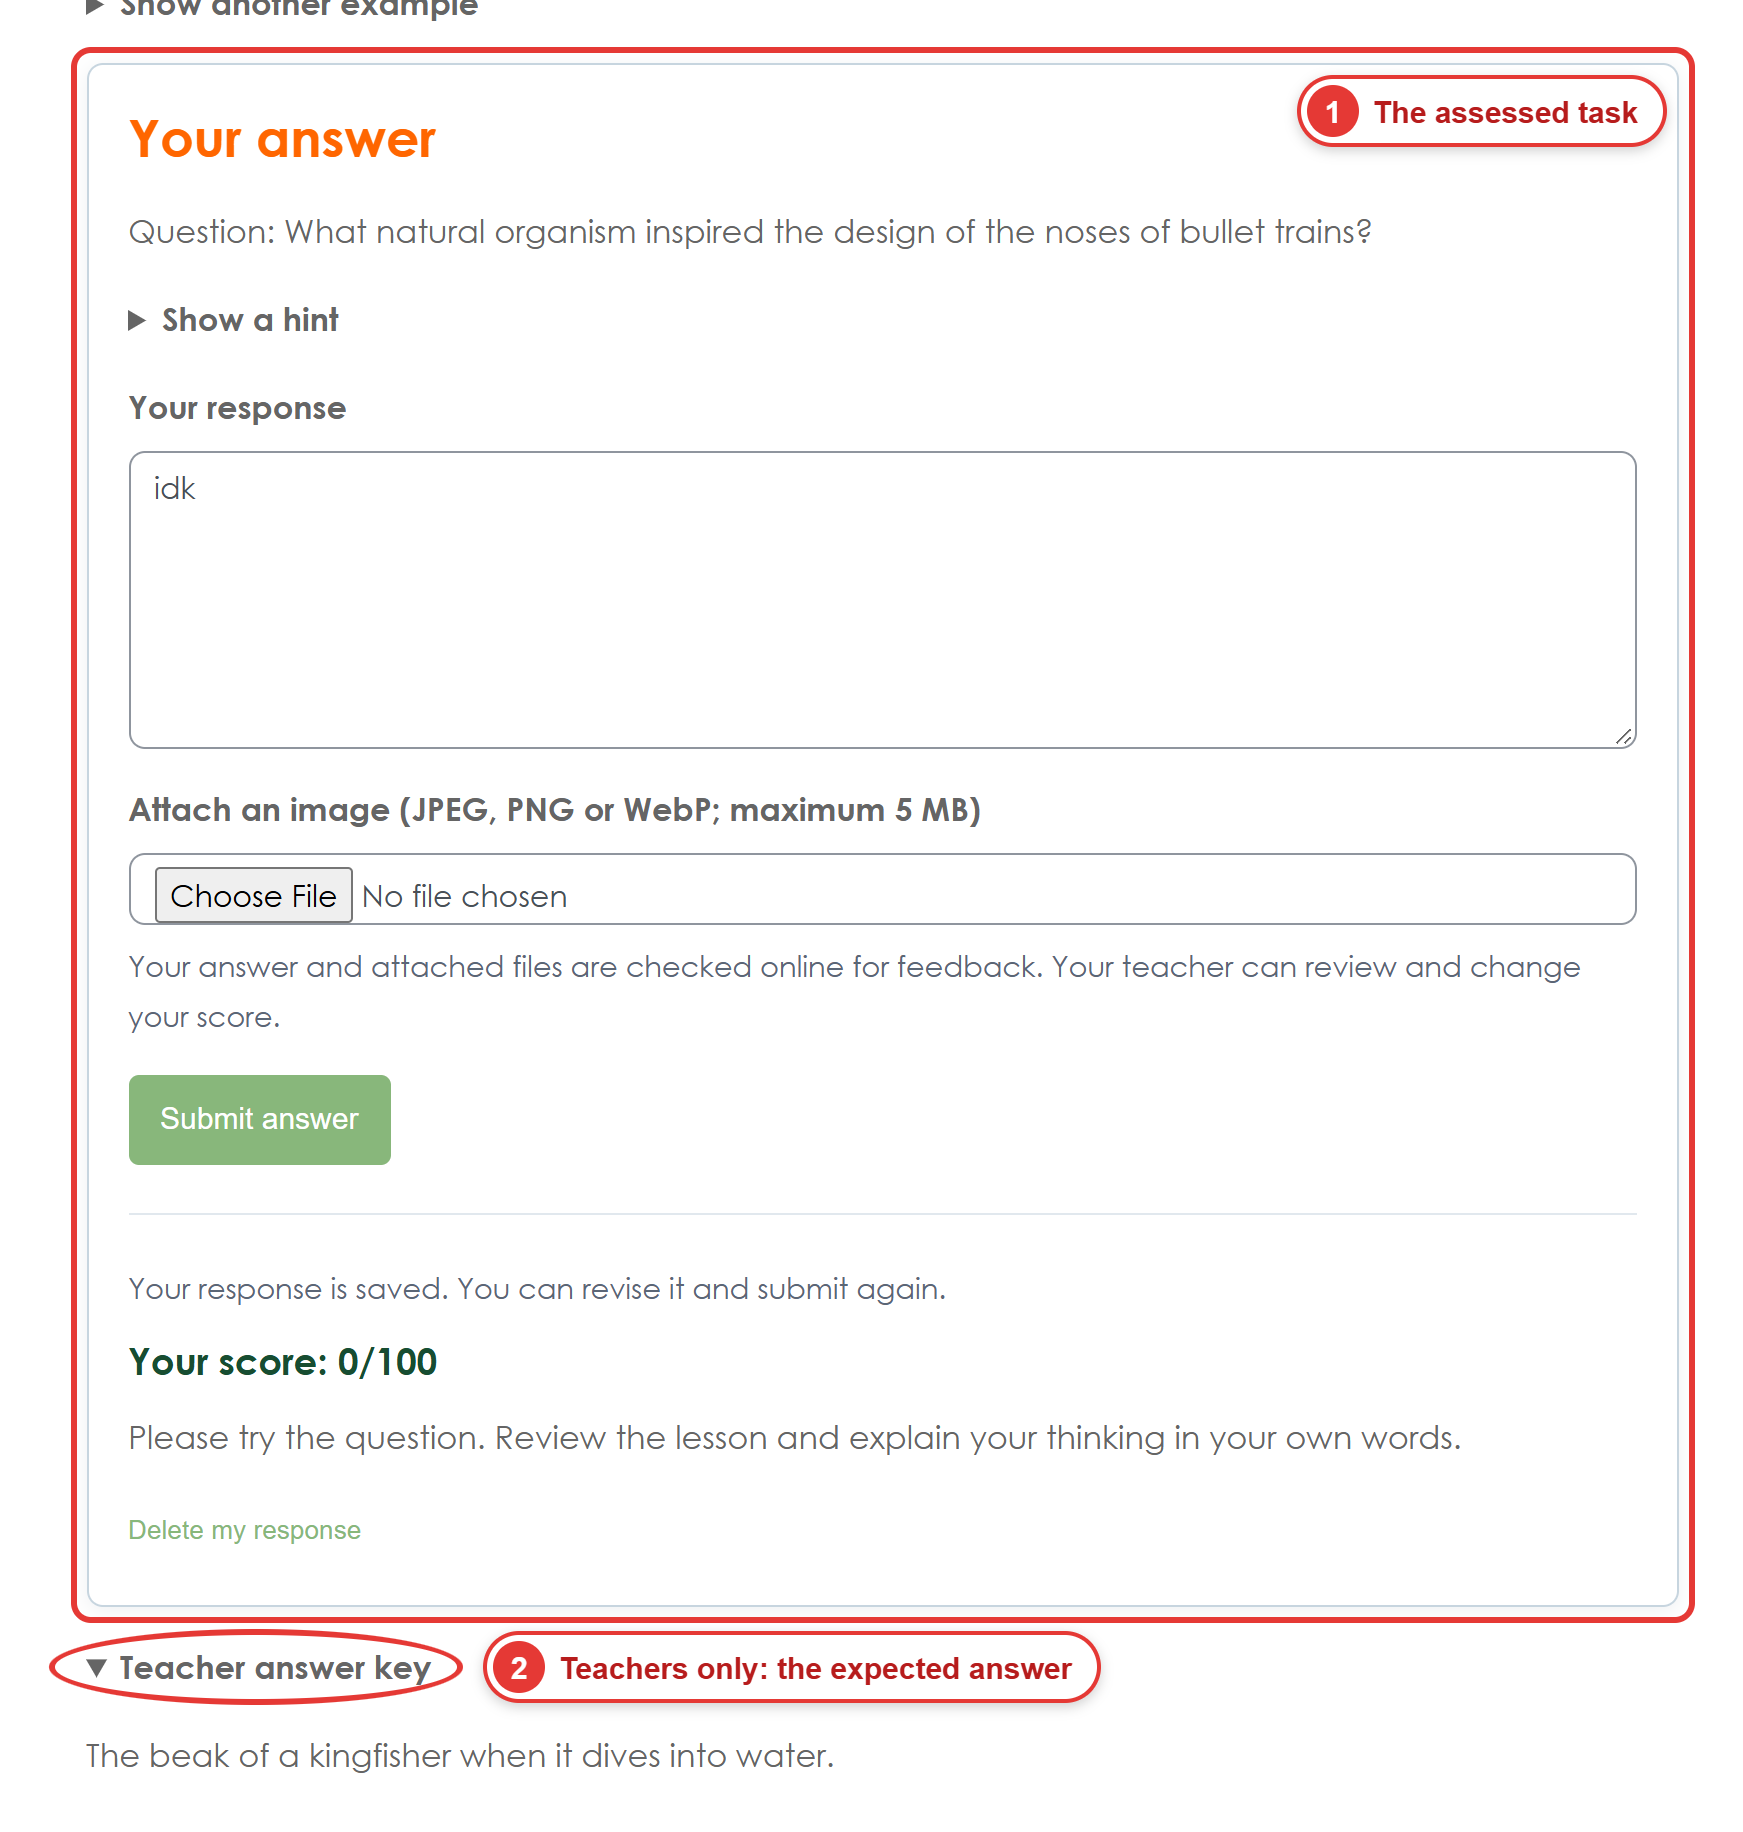 Show another example
1 The assessed task
Your answer
Question: What natural organism inspired the design of the noses of bullet trains?
Show a hint
Your response
idk
Attach an image (JPEG, PNG or WebP; maximum 5 MB)
Choose File No file chosen
Your answer and attached files are checked online for feedback. Your teacher can review and change
your score.
Submit answer
Your response is saved. You can revise it and submit again.
Your score: 0/100
Please try the question. Review the lesson and explain your thinking in your own words.
Delete my response
Teacher answer key
2 Teachers only: the expected answer
The beak of a kingfisher when it dives into water.